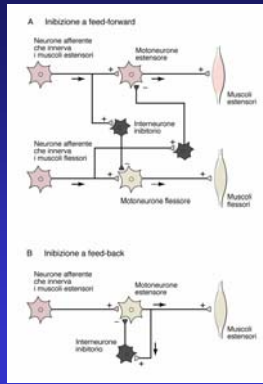 A Inibizione a feed-forward
Neurone afferente
che innerva
i muscoli estensori
Motoneurone
estensore
+
+
−
Muscoli
estensori
+
Interneurone
inibitorio
+
Neurone afferente
che innerva
i muscoli flessori
−
+
+
Motoneurone flessore
Muscoli
flessori
B Inibizione a feed-back
Neurone afferente
che innerva
i muscoli estensori
Motoneurone
estensore
+
+
−
Muscoli
estensori
Interneurone
inibitorio
+